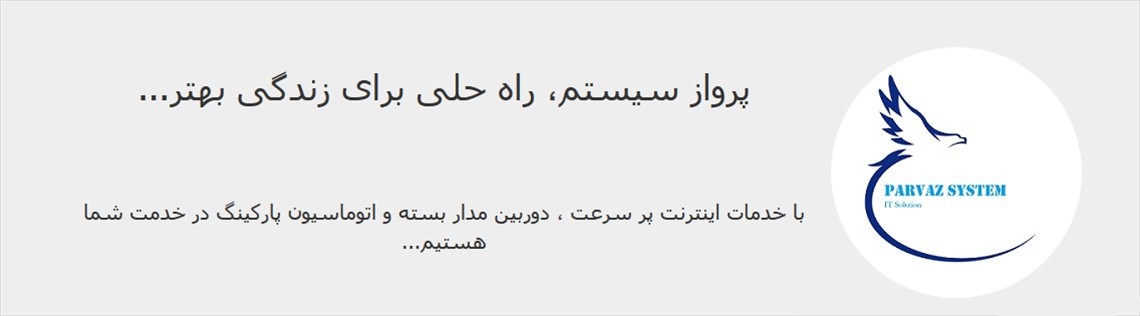 پرواز سیستم، راه حلی برای زندگی بهتر...
با خدمات اینترنت پر سرعت ، دوربین مدار بسته و اتوماسیون پارکینگ در خدمت شما
هستیم...
PARVAZ SYSTEM
IT Solution